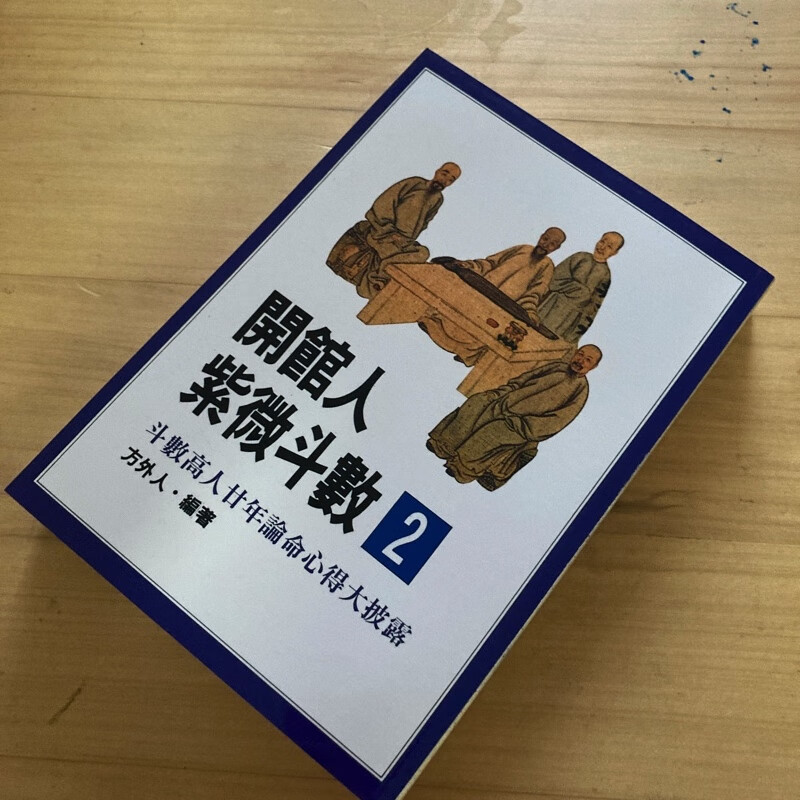 開館人
紫微斗數2
斗數高人廿年論命心得大披露
方外人·編著